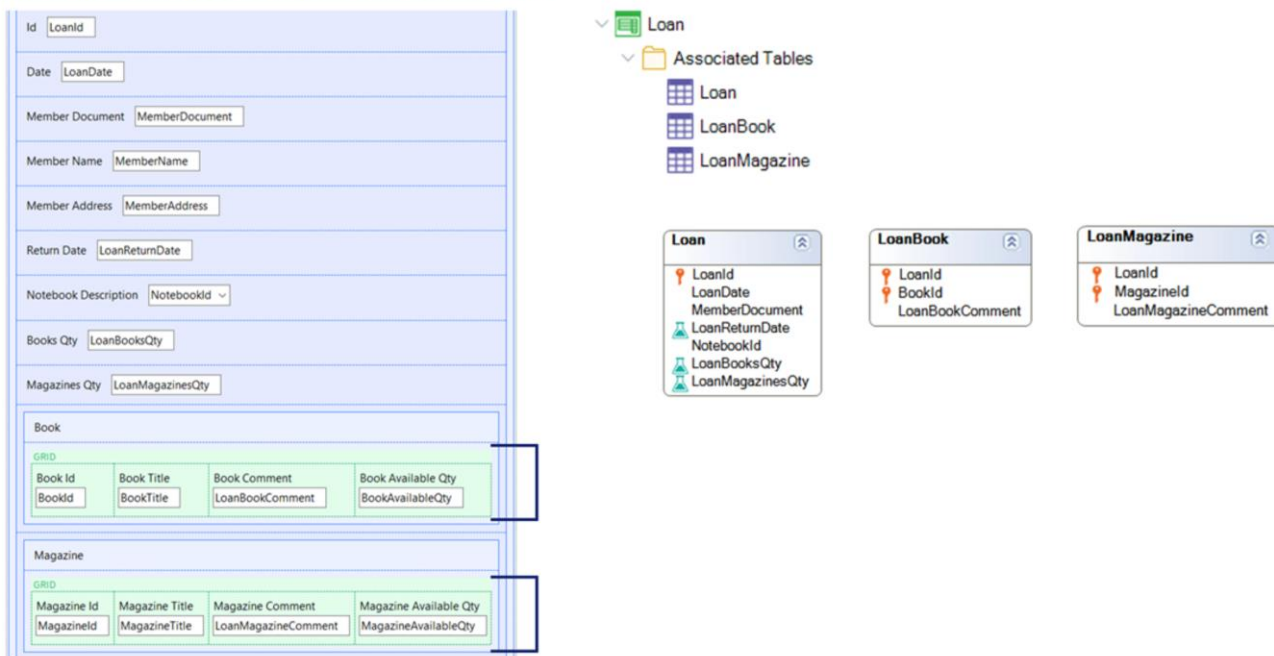 Id LoanId
Date LoanDate
Member Document MemberDocument
Member Name MemberName
Member Address MemberAddress
Return Date LoanReturnDate
Notebook Description NotebookId
Books Qty LoanBooksQty
Magazines Qty LoanMagazinesQty
Book
GRID
Book Id Book Title Book Comment Book Available Qty
BookId BookTitle LoanBookComment BookAvailableQty
Magazine
GRID
Magazine Id Magazine Title Magazine Comment Magazine Available Qty
MagazineId MagazineTitle LoanMagazineComment MagazineAvailableQty
Loan
Associated Tables
Loan
LoanBook
LoanMagazine
Loan
LoanId
LoanDate
MemberDocument
LoanReturnDate
NotebookId
LoanBooksQty
LoanMagazinesQty
LoanBook
LoanId
BookId
LoanBookComment
LoanMagazine
LoanId
MagazineId
LoanMagazineComment